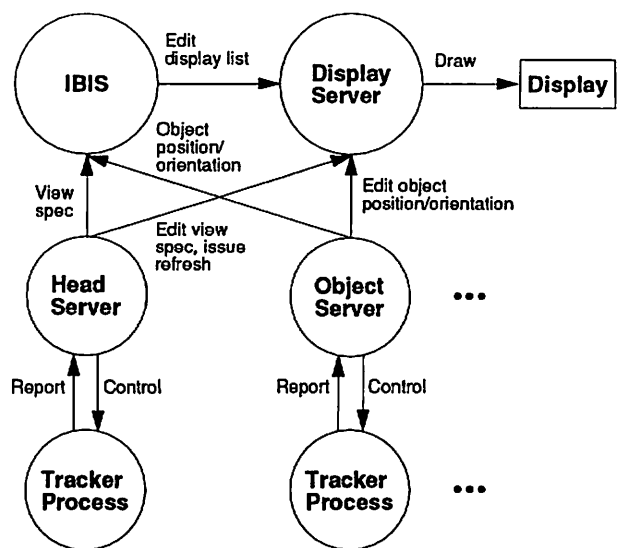 Edit
display list
IBIS
Display
Server
Draw
Display
Object
position/
orientation
View
spec
Edit object
position/orientation
Edit view
spec, issue
refresh
Head
Server
Object
Server
•••
Report
Control
Report
Control
Tracker
Process
Tracker
Process
•••